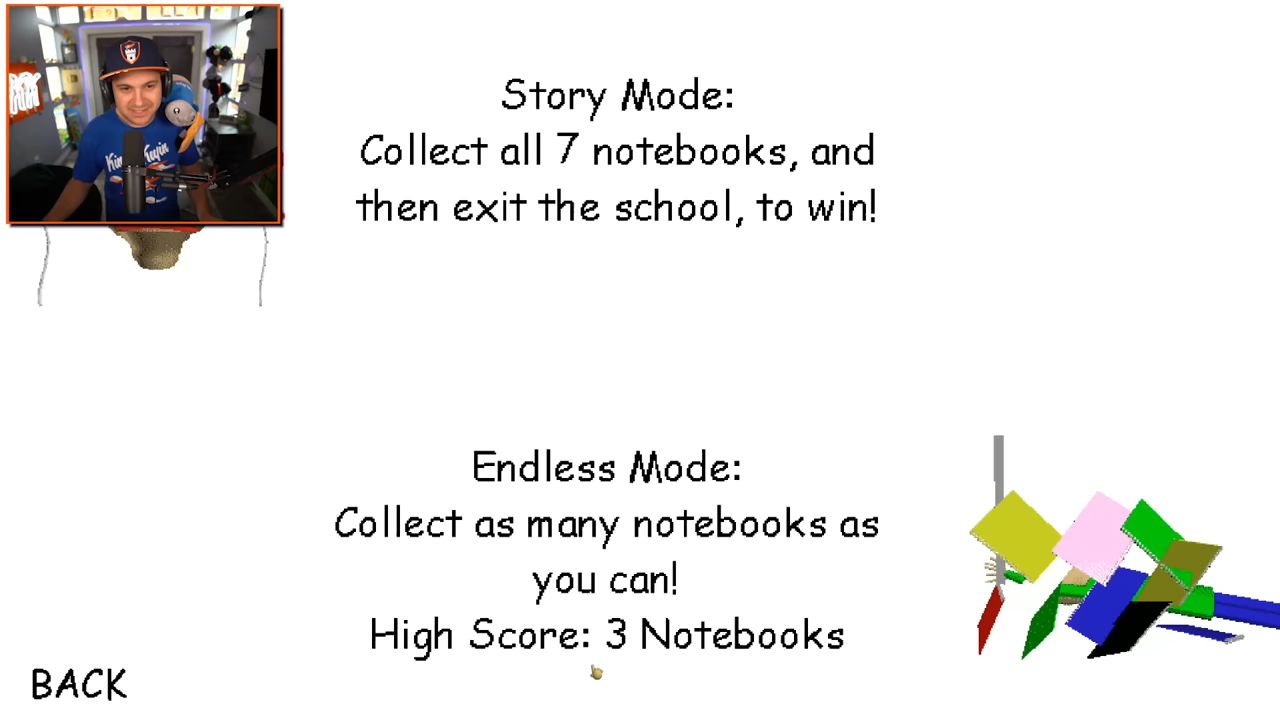 Story Mode:
Collect all 7 notebooks, and
then exit the school, to win!
Endless Mode:
Collect as many notebooks as
you can!
High Score: 3 Notebooks
BACK